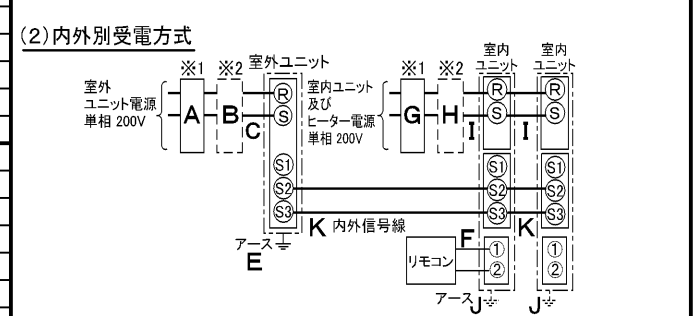 (2)内外別受電方式
※1 ※2 室外ユニット
室外
ユニット電源
単相 200V
A B C
R
S
S1
S2
S3
アース
E
K 内外信号線
室内ユニット
及び
ヒーター電源
単相 200V
※1 ※2
G H I I
室内
ユニット
室内
ユニット
R R
S S
S1 S1
S2 S2
S3 S3
K
F
リモコン
① ①
② ②
アース J J